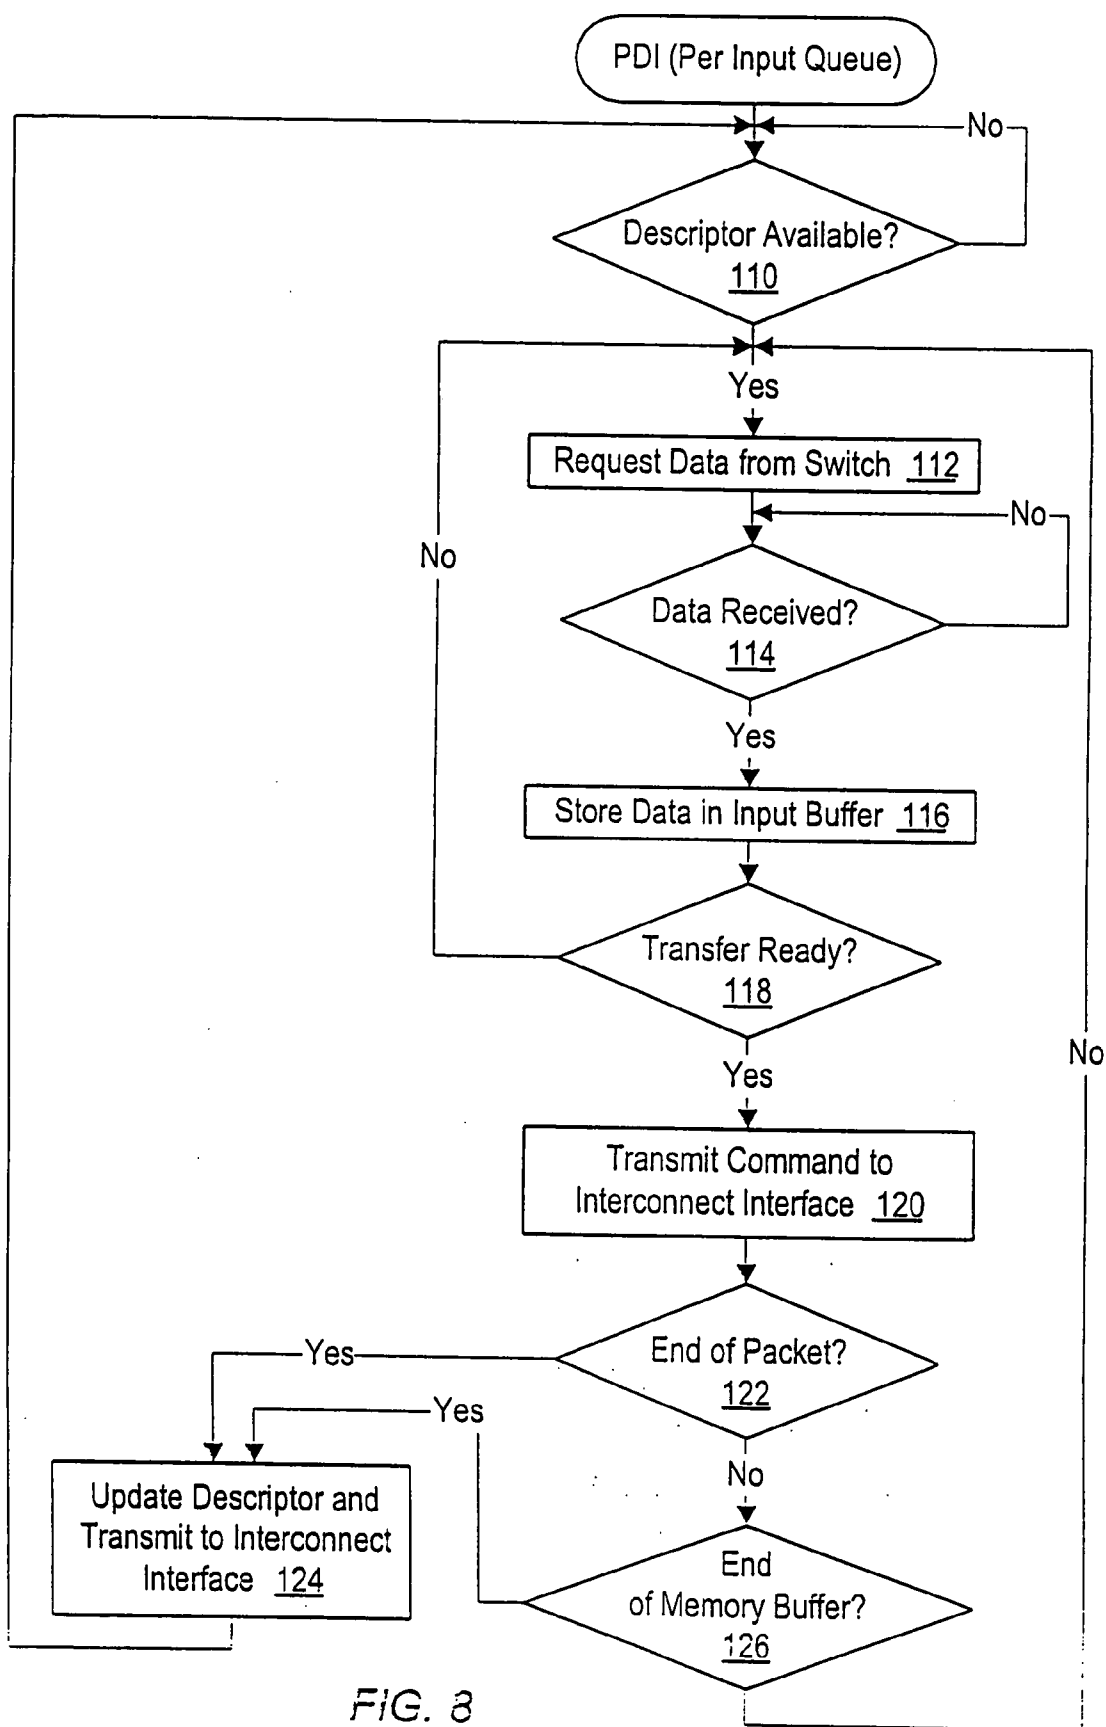 PDI (Per Input Queue)
No
Descriptor Available?
110
Yes
Request Data from Switch 112
No
No
Data Received?
114
Yes
Store Data in Input Buffer 116
Transfer Ready?
118
No
Yes
Transmit Command to
Interconnect Interface 120
End of Packet?
122
Yes
Yes
No
Update Descriptor and
Transmit to Interconnect
Interface 124
End
of Memory Buffer?
126
FIG. 8